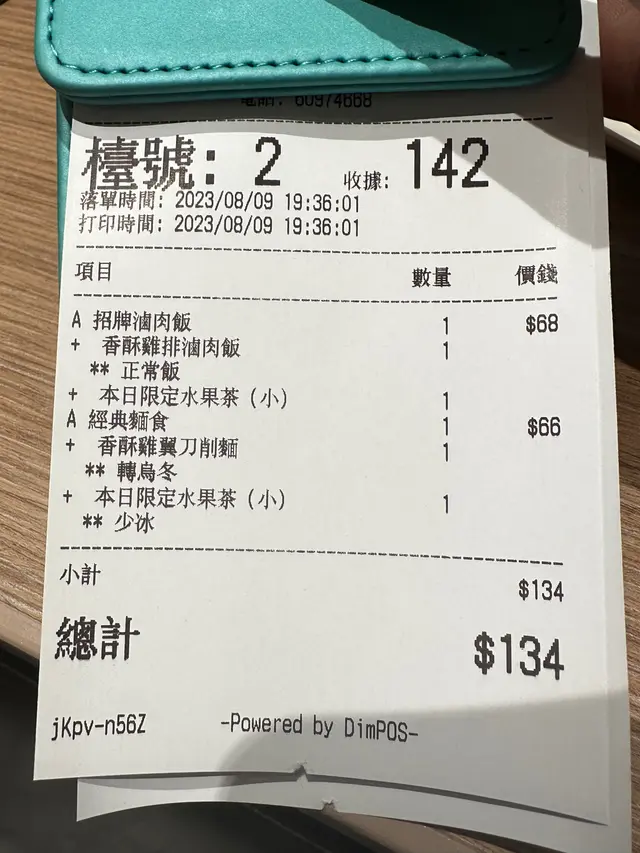 電話: 60974668
檯號: 2 收據: 142
落單時間: 2023/08/09 19:36:01
打印時間: 2023/08/09 19:36:01
項目 數量 價錢
A 招牌滷肉飯 1 $68
+ 香酥雞排滷肉飯 1
** 正常飯
+ 本日限定水果茶(小) 1
A 經典麵食 1 $66
+ 香酥雞翼刀削麵 1
** 轉烏冬
+ 本日限定水果茶(小) 1
** 少冰
小計 $134
總計 $134
jKpv-n56Z -Powered by DimPOS-